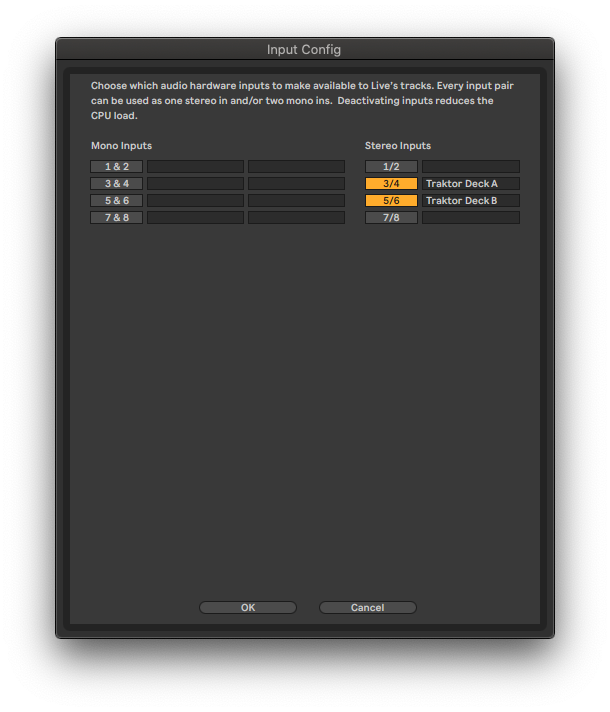 Input Config
Choose which audio hardware inputs to make available to Live's tracks. Every input pair
can be used as one stereo in and/or two mono ins.  Deactivating inputs reduces the
CPU load.
Mono Inputs
Stereo Inputs
1 & 2
1/2
3 & 4
3/4 Traktor Deck A
5 & 6
5/6 Traktor Deck B
7 & 8
7/8
OK
Cancel